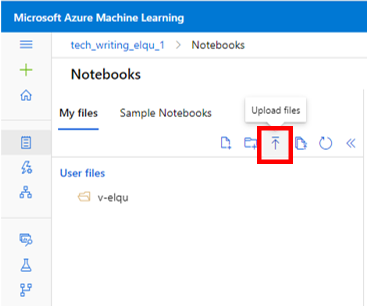 Microsoft Azure Machine Learning
tech_writing_elqu_1 > Notebooks
Notebooks
My files Sample Notebooks
Upload files
User files
v-elqu